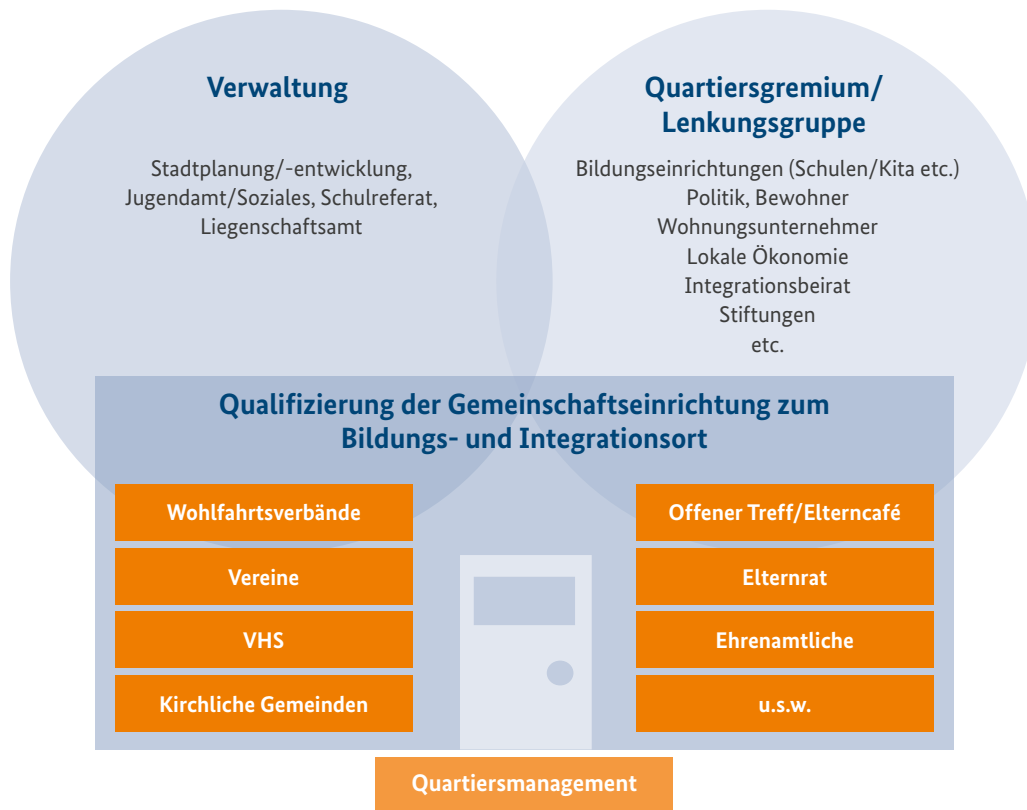 Verwaltung
Stadtplanung/-entwicklung,
Jugendamt/Soziales, Schulreferat,
Liegenschaftsamt
Quartiersgremium/
Lenkungsgruppe
Bildungseinrichtungen (Schulen/Kita etc.)
Politik, Bewohner
Wohnungsunternehmer
Lokale Ökonomie
Integrationsbeirat
Stiftungen
etc.
Qualifizierung der Gemeinschaftseinrichtung zum
Bildungs- und Integrationsort
Wohlfahrtsverbände
Vereine
VHS
Kirchliche Gemeinden
Offener Treff/Elterncafé
Elternrat
Ehrenamtliche
u.s.w.
Quartiersmanagement